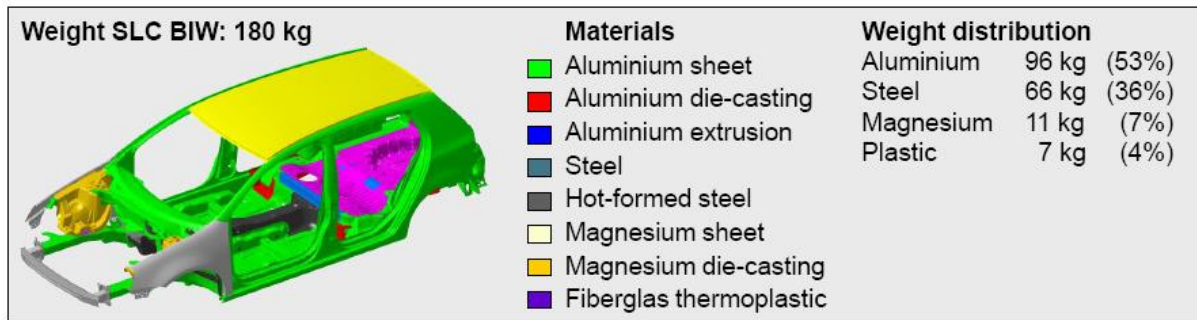 Weight SLC BIW: 180 kg
Materials
Aluminium sheet
Aluminium die-casting
Aluminium extrusion
Steel
Hot-formed steel
Magnesium sheet
Magnesium die-casting
Fiberglas thermoplastic
Weight distribution
Aluminium 96 kg (53%)
Steel 66 kg (36%)
Magnesium 11 kg (7%)
Plastic 7 kg (4%)